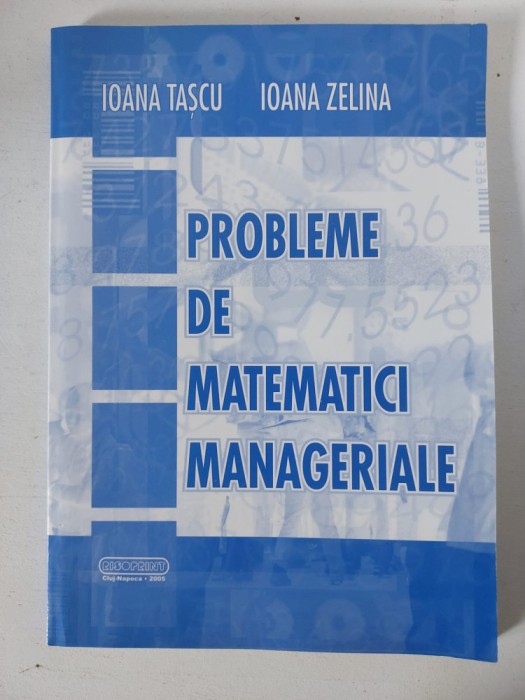 IOANA TAȘCU IOANA ZELINA
PROBLEME
DE
MATEMATICI
MANAGERIALE
RISOPRINT
Cluj-Napoca • 2005